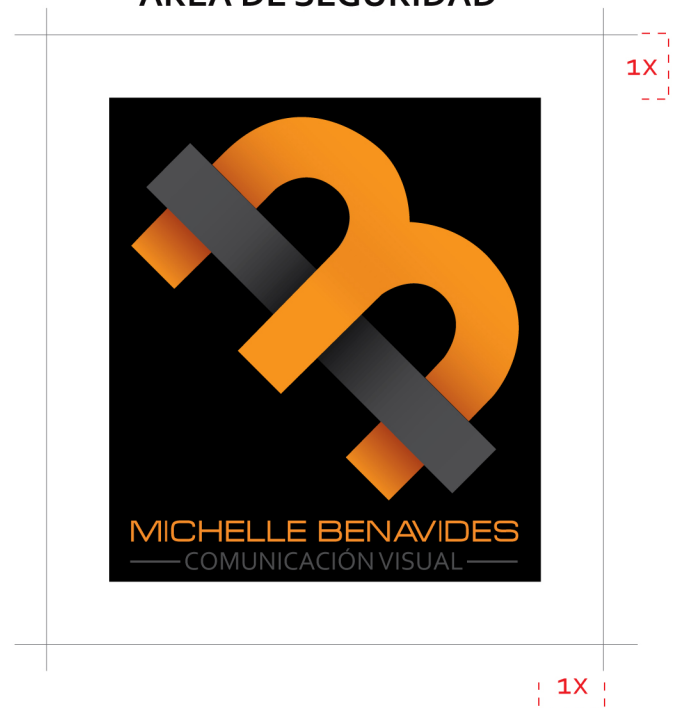 ÁREA DE SEGURIDAD
1X
MICHELLE BENAVIDES
COMUNICACIÓN VISUAL
1X